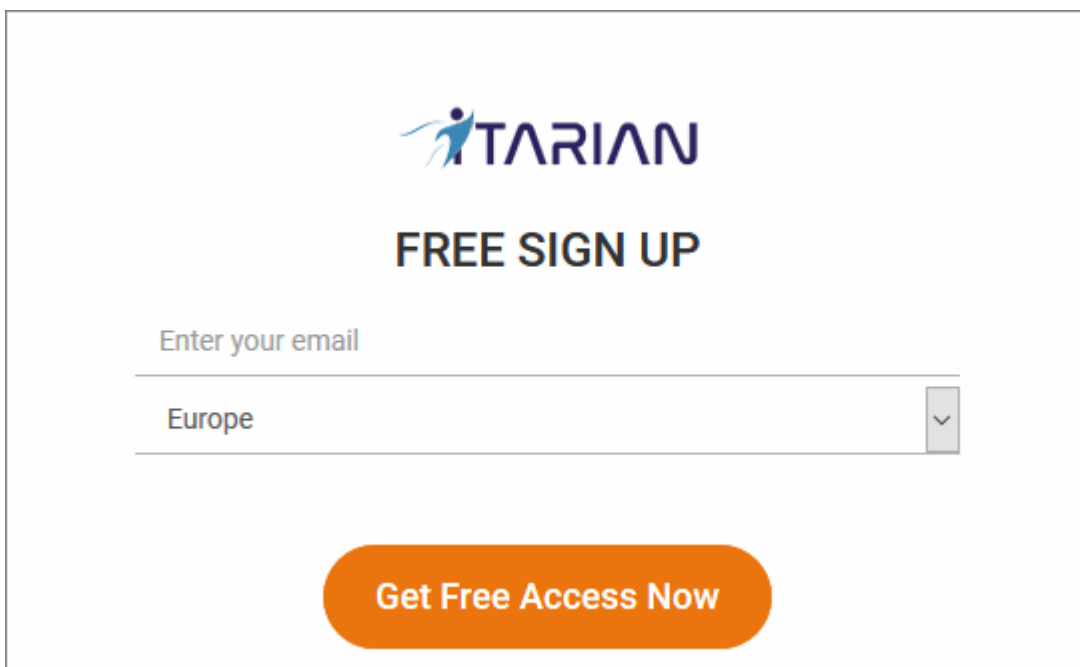 iTARIAN
FREE SIGN UP
Enter your email
Europe
Get Free Access Now